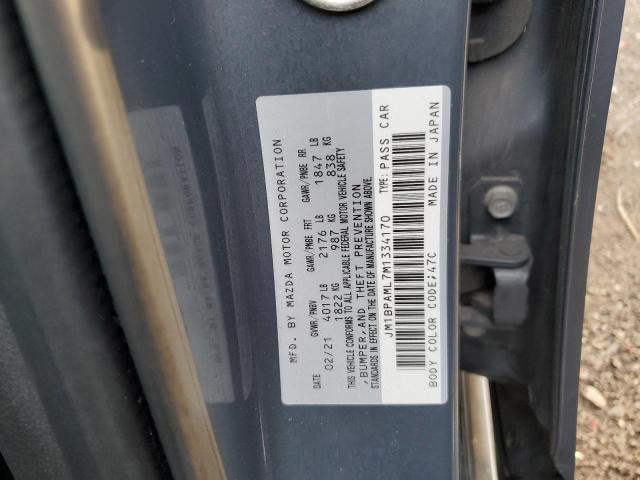 MFD. BY MAZDA MOTOR CORPORATION
DATE GVWR/PNBV GAWR/PNBE FRT GAWR/PNBE RR
02/21 4017 LB 2176 LB 1847 LB
1822 KG 987 KG 838 KG
THIS VEHICLE CONFORMS TO ALL APPLICABLE FEDERAL MOTOR VEHICLE SAFETY
,BUMPER,AND THEFT PREVENTION
STANDARDS IN EFFECT ON THE DATE OF MANUFACTURE SHOWN ABOVE.
JM1BPAML7M1334170 TYPE: PASS CAR
BODY COLOR CODE;47C MADE IN JAPAN